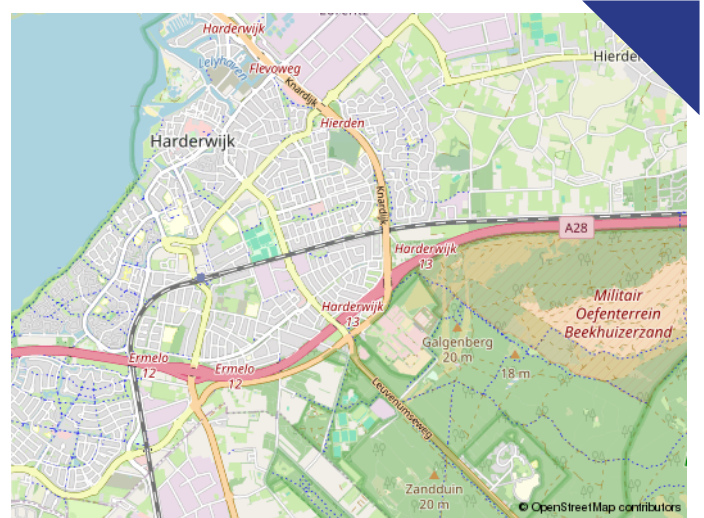 Harderwijk
Lelyhaven
Flevoweg
Knardijk
Hierden
Harderwijk
Knardijk
A28
Harderwijk
13
Militair
Oefenterrein
Beekhuizerzand
Harderwijk
13
Galgenberg
20 m
18 m
Ermelo
12
Ermelo
12
Leuvenumseweg
Zandduin
20 m
© OpenStreetMap contributors